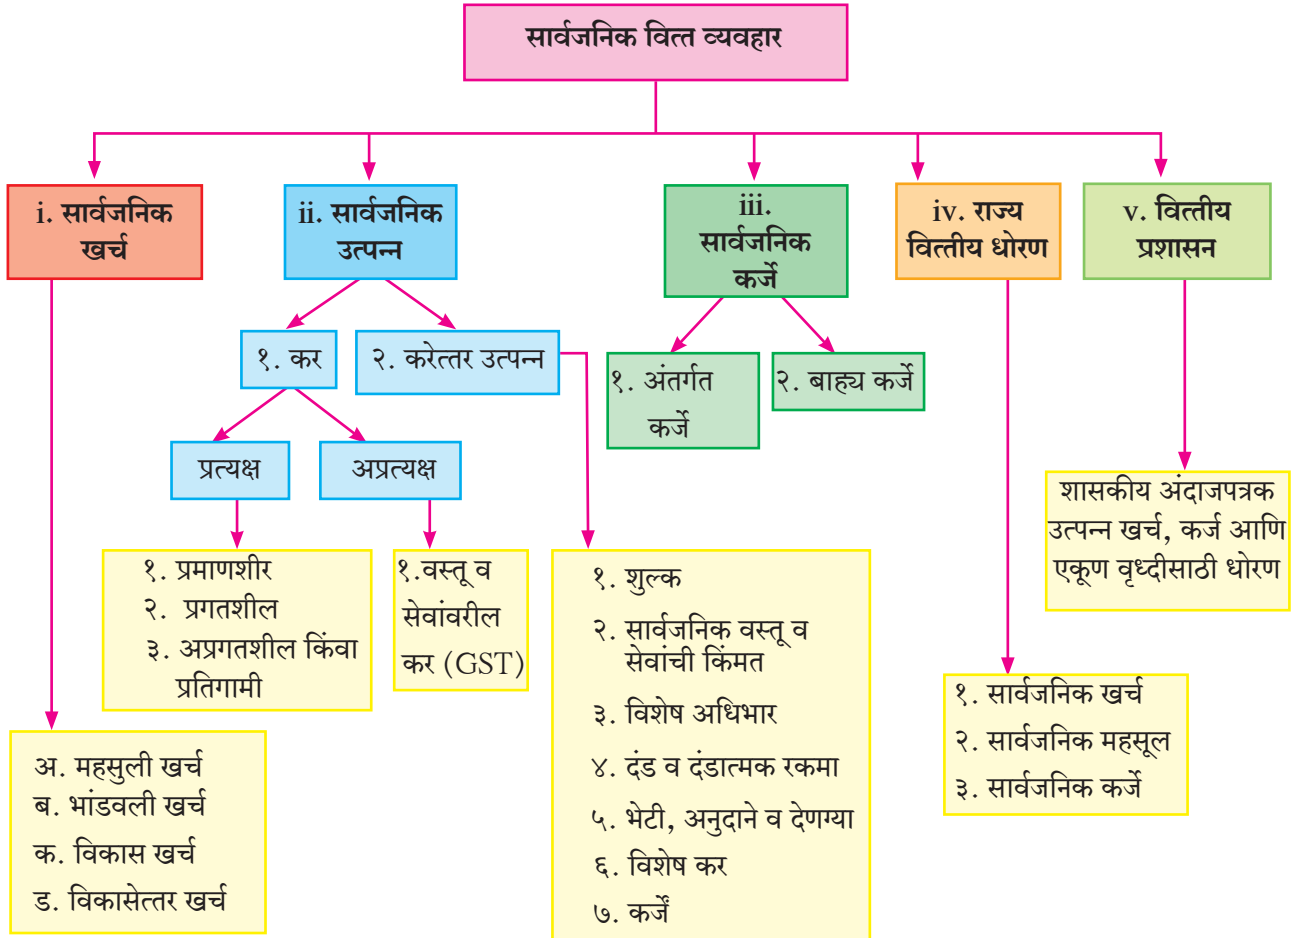 सार्वजनिक वित्त व्यवहार
i. सार्वजनिक
खर्च
ii. सार्वजनिक
उत्पन्न
iii.
सार्वजनिक
कर्जे
iv. राज्य
वित्तीय धोरण
v. वित्तीय
प्रशासन
१. कर
२. करेत्तर उत्पन्न
१. अंतर्गत
कर्जे
२. बाह्य कर्जे
प्रत्यक्ष
अप्रत्यक्ष
१. प्रमाणशीर
२. प्रगतशील
३. अप्रगतशील किंवा
प्रतिगामी
१.वस्तू व
सेवांवरील
कर (GST)
१. शुल्क
२. सार्वजनिक वस्तू व
सेवांची किंमत
३. विशेष अधिभार
४. दंड व दंडात्मक रकमा
५. भेटी, अनुदाने व देणग्या
६. विशेष कर
७. कर्जें
शासकीय अंदाजपत्रक
उत्पन्न खर्च, कर्ज आणि
एकूण वृध्दीसाठी धोरण
१. सार्वजनिक खर्च
२. सार्वजनिक महसूल
३. सार्वजनिक कर्जे
अ. महसुली खर्च
ब. भांडवली खर्च
क. विकास खर्च
ड. विकासेत्तर खर्च